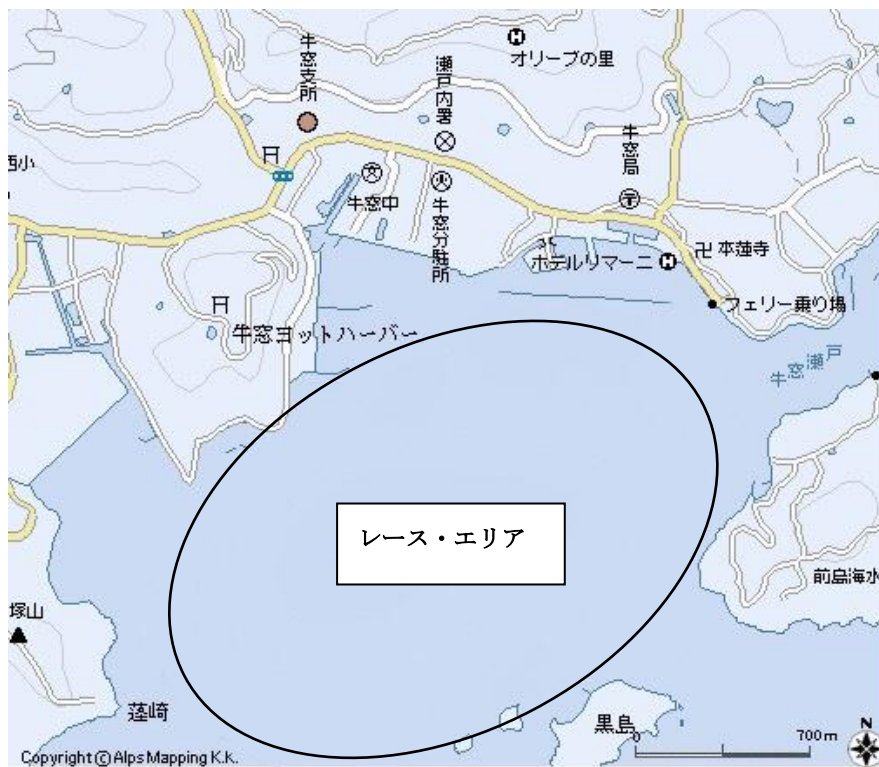 オリーブの里
牛窓支所
瀬戸内署
牛窓局
西小
牛窓中
牛窓分駐所
ホテルリマーニ
本蓮寺
フェリー乗り場
牛窓ヨットハーバー
牛窓瀬戸
レース・エリア
前島海水
塚山
蓬崎
黒島
0
700m
N
Copyright © Alps Mapping K.k.